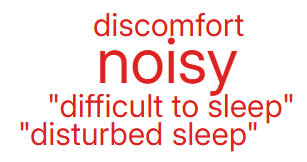 discomfort
noisy
"difficult to sleep"
"disturbed sleep"